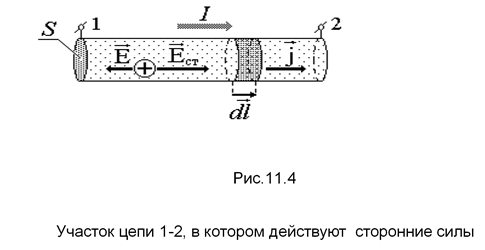 1 I 2
S
E + Eст j
dl
Рис.11.4
Участок цепи 1-2, в котором действуют сторонние силы